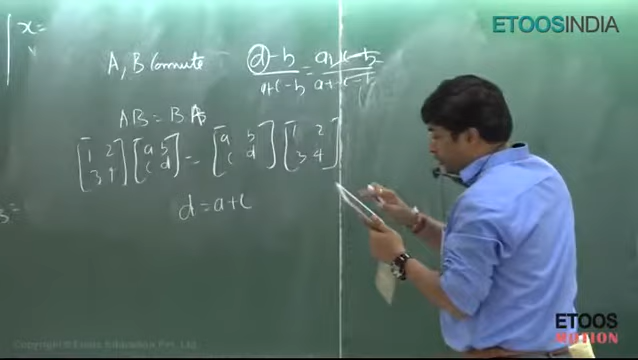 ETOOSINDIA
x=
A, B Commute
(d)-b / a+c-b = a+c-b / a+c-b
AB = BA
[1 2 3 4] [a b c d] = [a b c d] [1 2 3 4]
d = a+c
ETOOS
MOTION
Copyright © Etoos Education Pvt. Ltd.